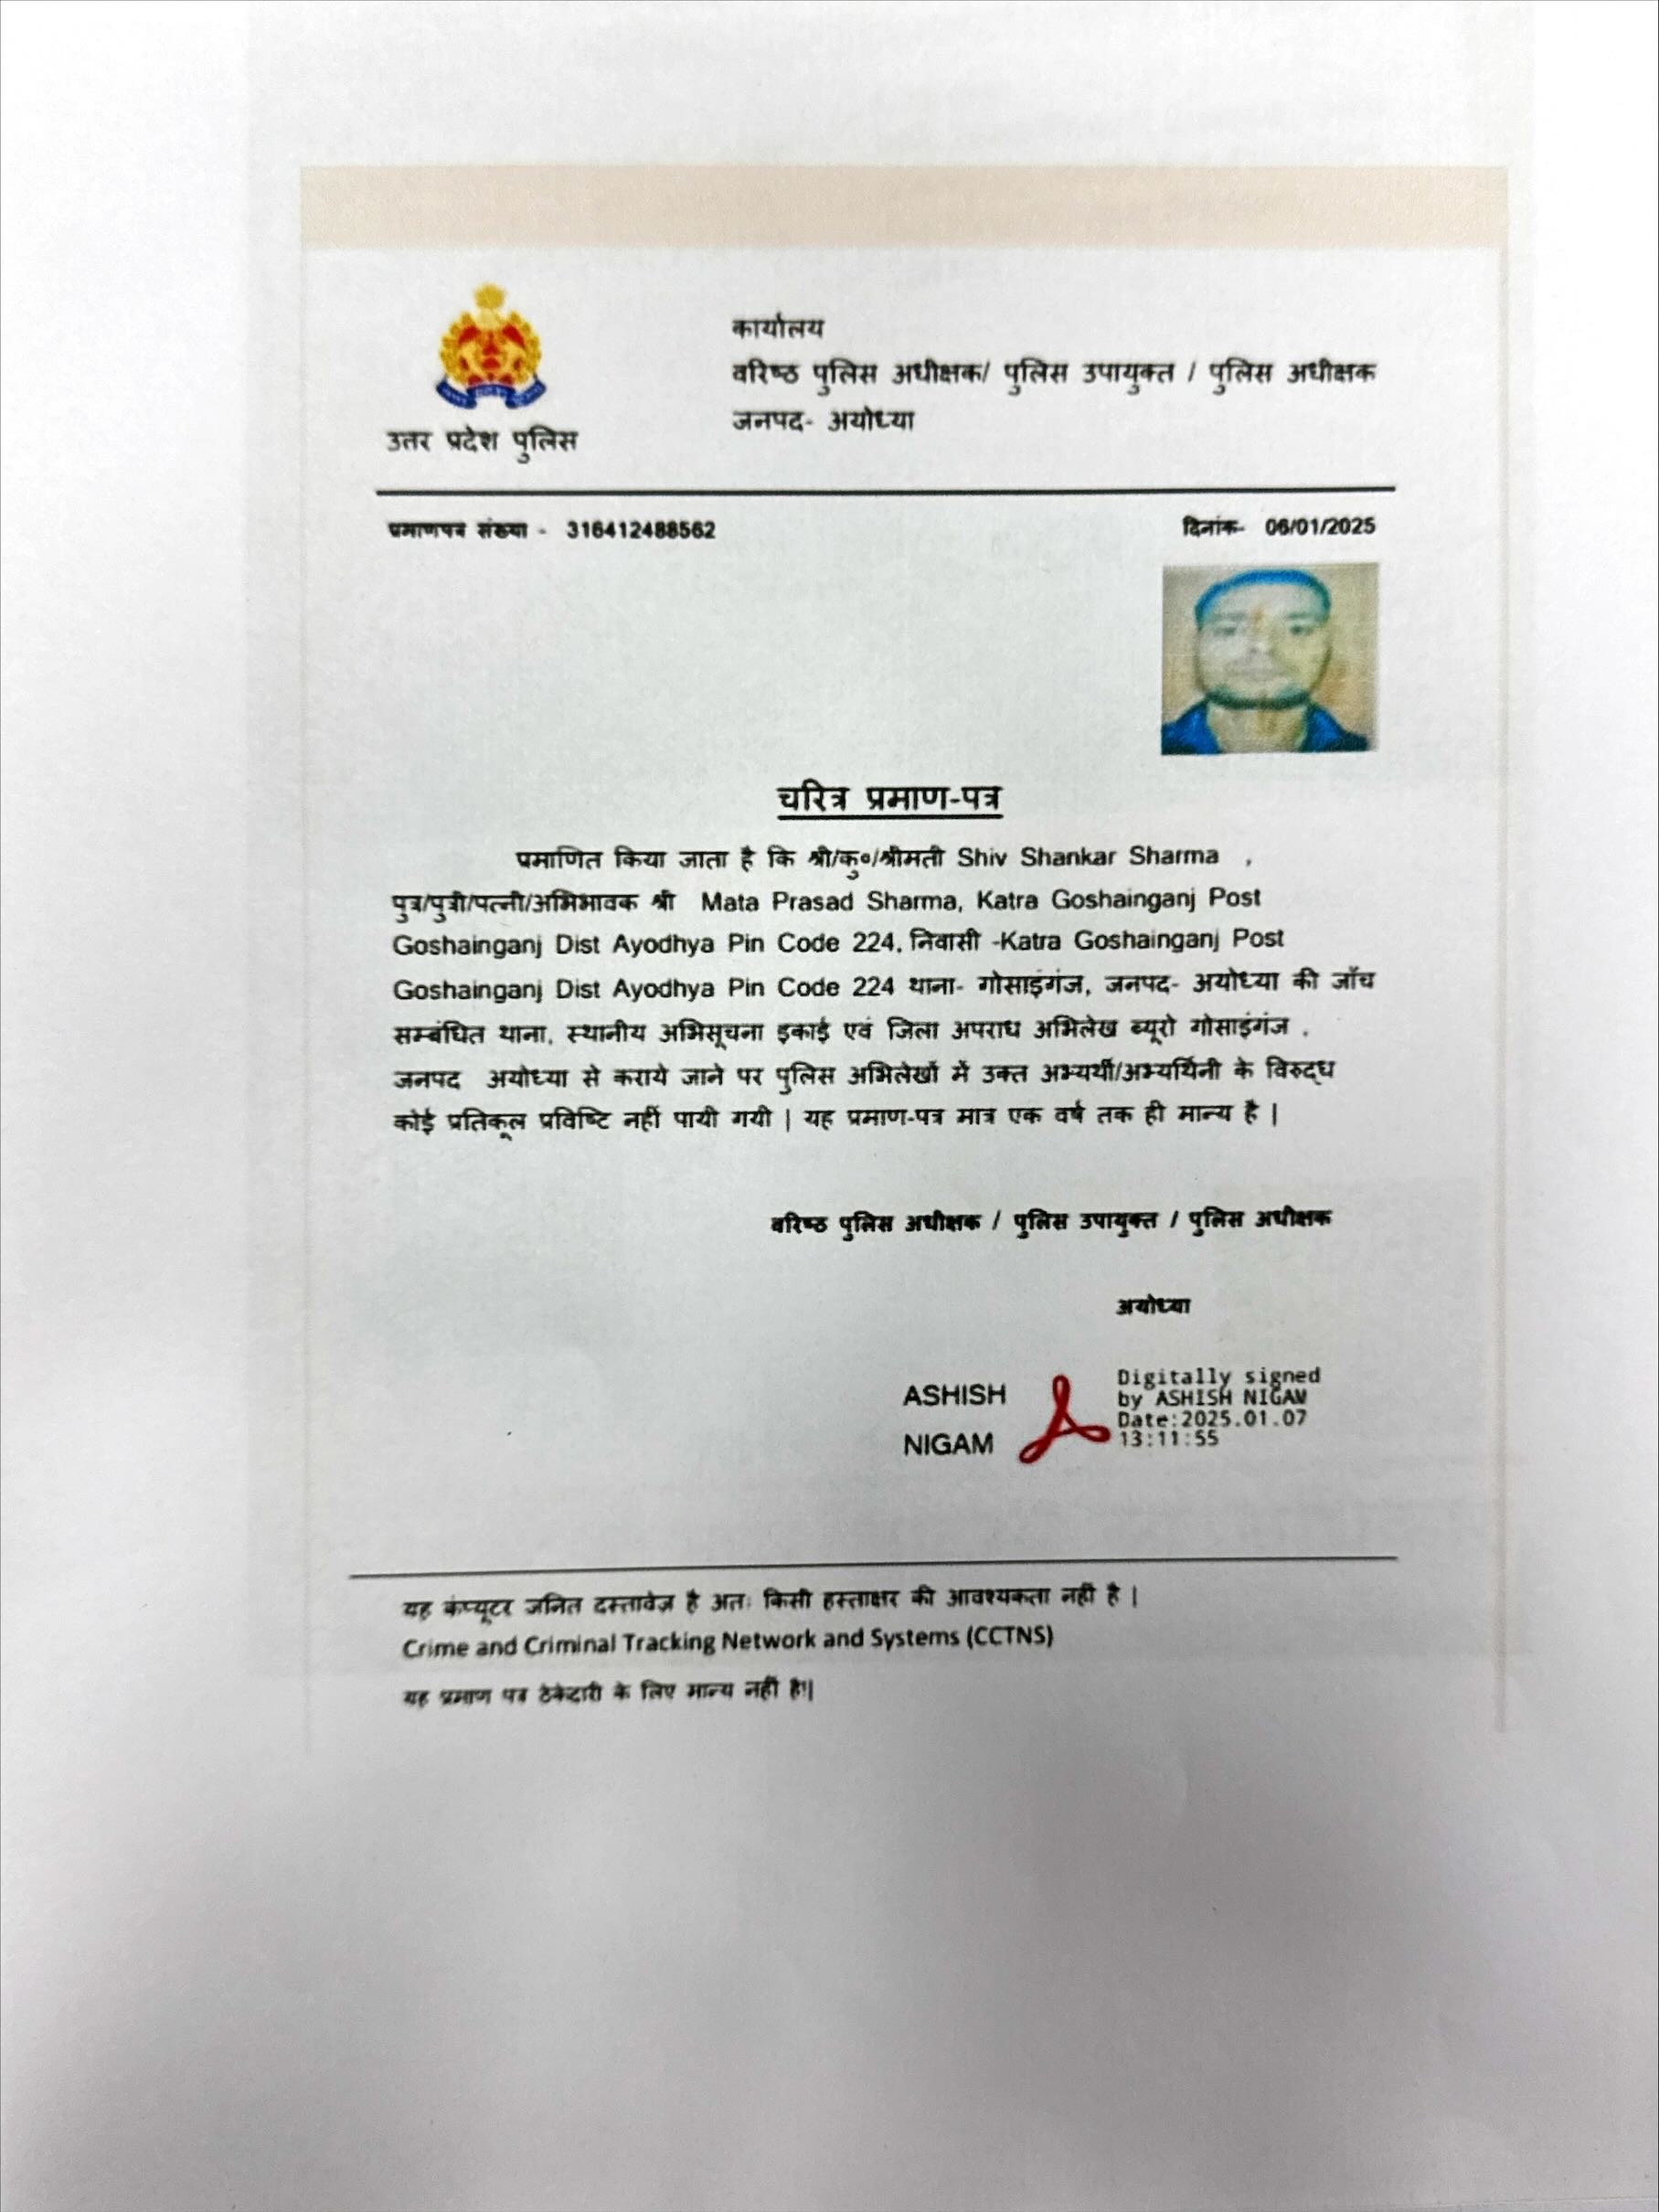 कार्यालय
वरिष्ठ पुलिस अधीक्षक/ पुलिस उपायुक्त / पुलिस अधीक्षक
जनपद- अयोध्या
उत्तर प्रदेश पुलिस
प्रमाणपत्र संख्या - 316412488562
दिनांक- 06/01/2025
चरित्र प्रमाण-पत्र
प्रमाणित किया जाता है कि श्री/कु०/श्रीमती Shiv Shankar Sharma ,
पुत्र/पुत्री/पत्नी/अभिभावक श्री Mata Prasad Sharma, Katra Goshainganj Post
Goshainganj Dist Ayodhya Pin Code 224, निवासी -Katra Goshainganj Post
Goshainganj Dist Ayodhya Pin Code 224 थाना- गोसाइंगंज, जनपद- अयोध्या की जाँच
सम्बंधित थाना, स्थानीय अभिसूचना इकाई एवं जिला अपराध अभिलेख ब्यूरो गोसाइंगंज ,
जनपद अयोध्या से कराये जाने पर पुलिस अभिलेखों में उक्त अभ्यर्थी/अभ्यर्थिनी के विरुद्ध
कोई प्रतिकूल प्रविष्टि नहीं पायी गयी | यह प्रमाण-पत्र मात्र एक वर्ष तक ही मान्य है |
वरिष्ठ पुलिस अधीक्षक / पुलिस उपायुक्त / पुलिस अधीक्षक
अयोध्या
ASHISH
NIGAM
Digitally signed
by ASHISH NIGAM
Date:2025.01.07
13:11:55
यह कंप्यूटर जनित दस्तावेज़ है अतः किसी हस्ताक्षर की आवश्यकता नहीं है |
Crime and Criminal Tracking Network and Systems (CCTNS)
यह प्रमाण पत्र ठेकेदारी के लिए मान्य नहीं है!|